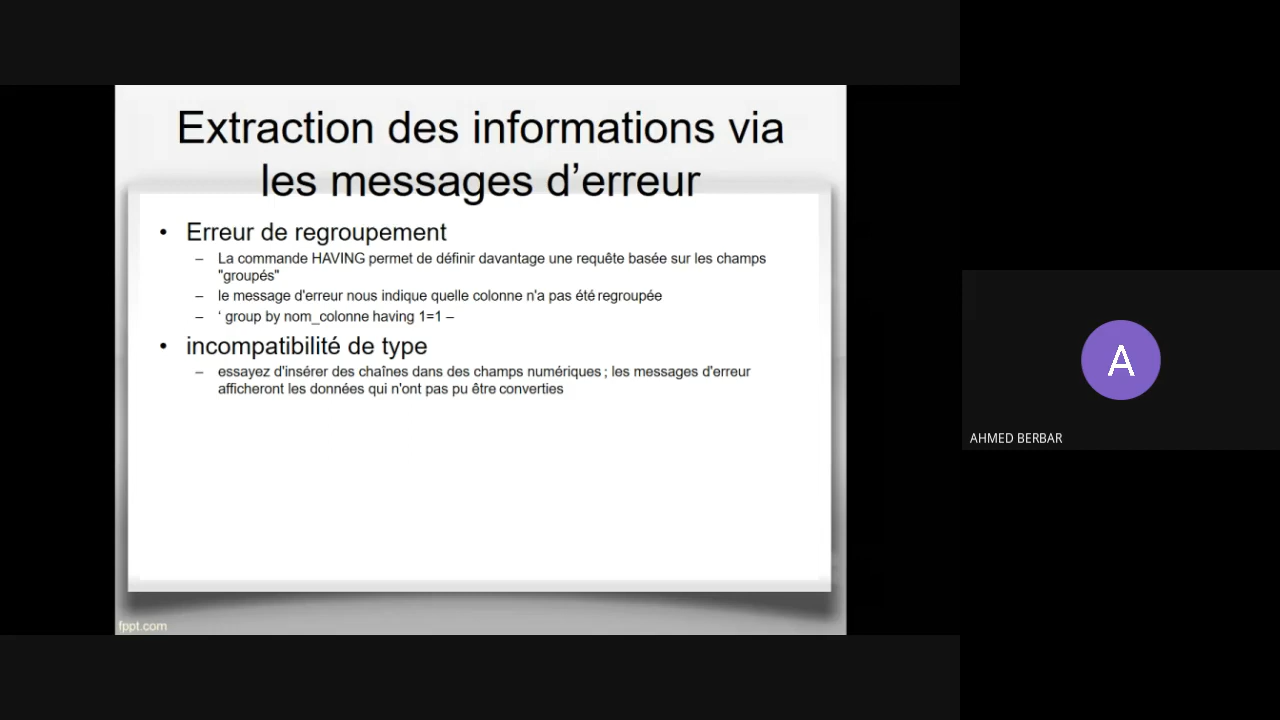 Extraction des informations via
les messages d’erreur
• Erreur de regroupement
– La commande HAVING permet de définir davantage une requête basée sur les champs
"groupés"
– le message d'erreur nous indique quelle colonne n'a pas été regroupée
– ‘ group by nom_colonne having 1=1 –
• incompatibilité de type
– essayez d'insérer des chaînes dans des champs numériques ; les messages d'erreur
afficheront les données qui n'ont pas pu être converties
fppt.com
A
AHMED BERBAR